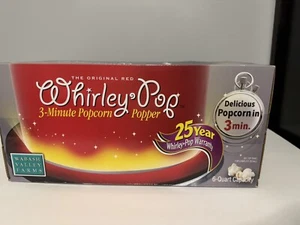 THE ORIGINAL RED
Whirley·Pop
3-Minute Popcorn Popper
Delicious
Popcorn in
3 min.
25 Year
Whirley-Pop Warranty
WABASH
VALLEY
FARMS
6-Quart Capacity